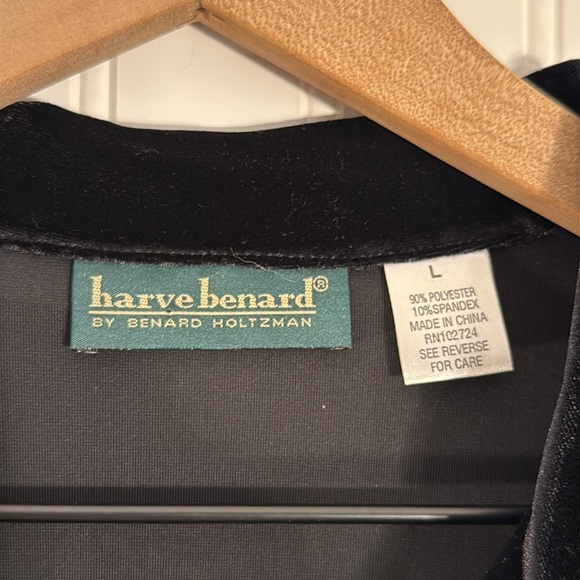 harve benard®
BY BENARD HOLTZMAN
L
90% POLYESTER
10%SPANDEX
MADE IN CHINA
RN102724
SEE REVERSE
FOR CARE